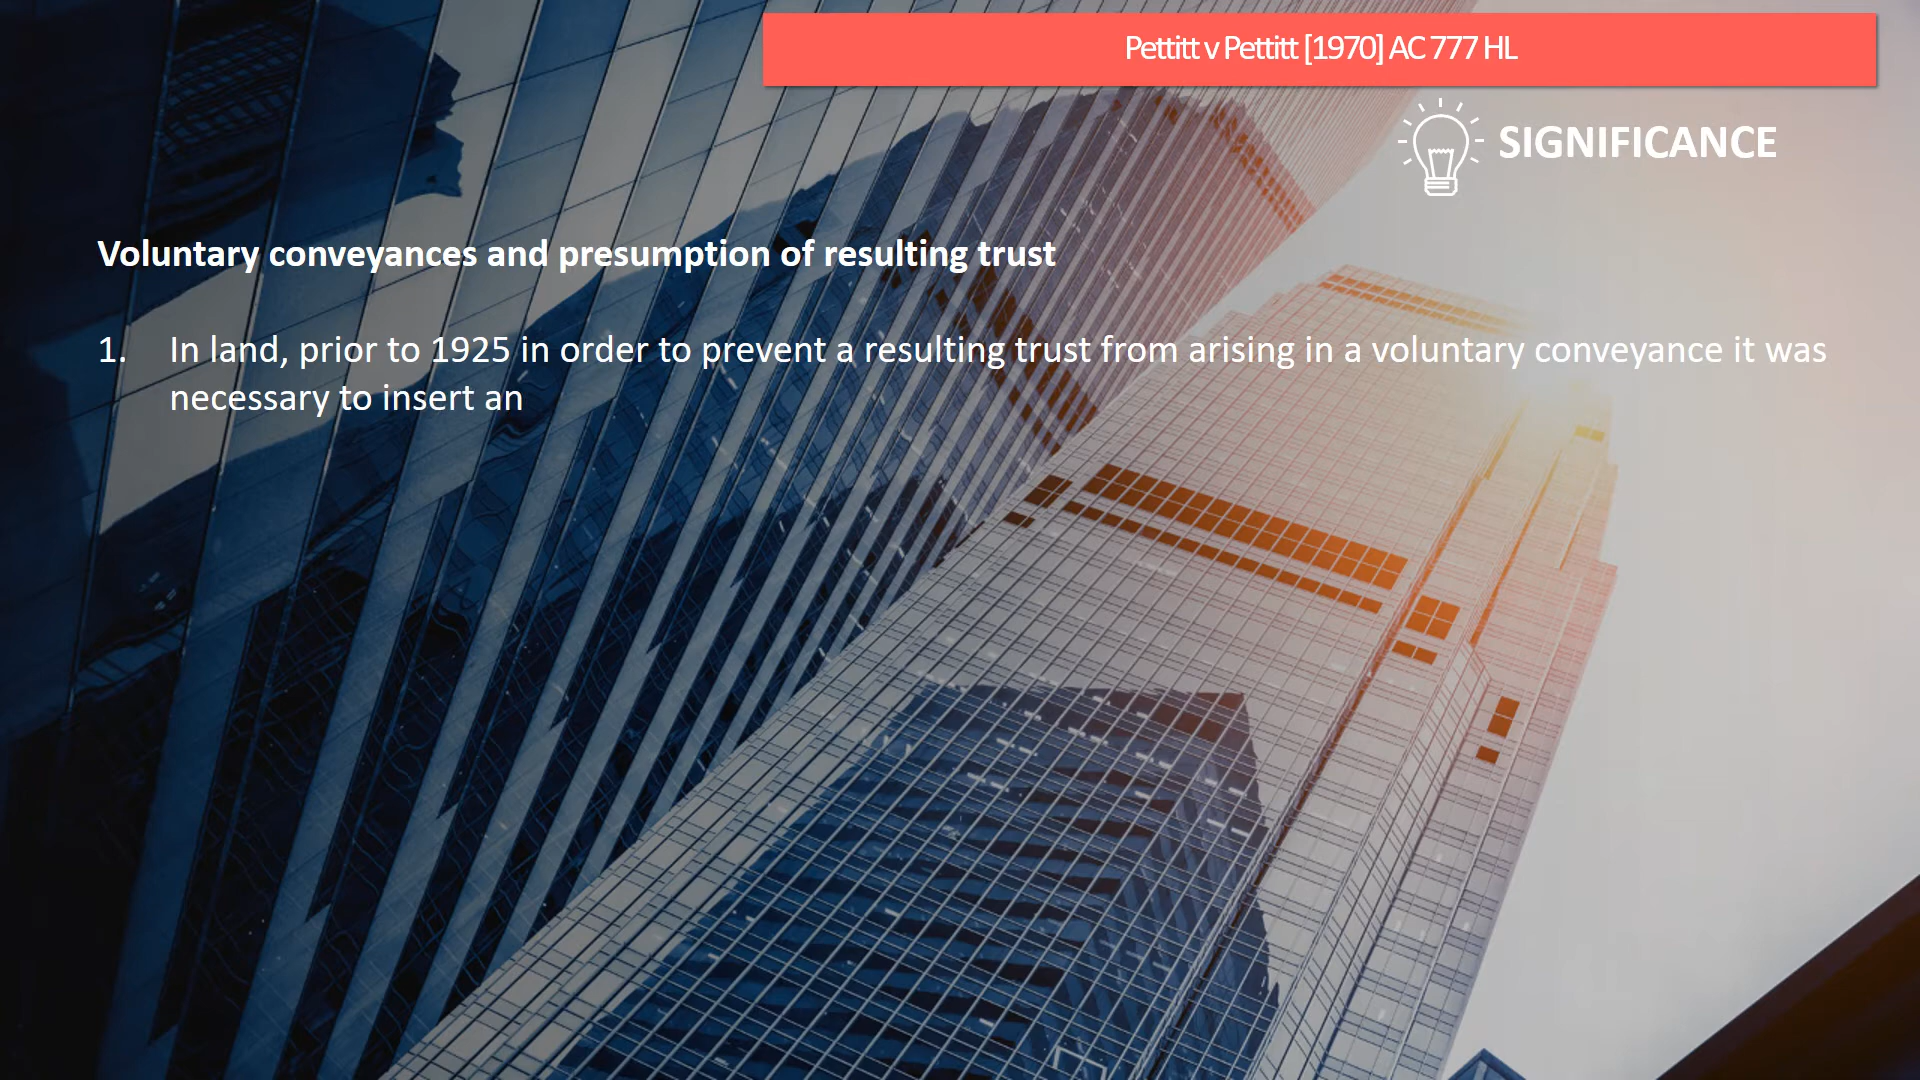 Pettitt v Pettitt [1970] AC 777 HL
SIGNIFICANCE
Voluntary conveyances and presumption of resulting trust
1. In land, prior to 1925 in order to prevent a resulting trust from arising in a voluntary conveyance it was
necessary to insert an